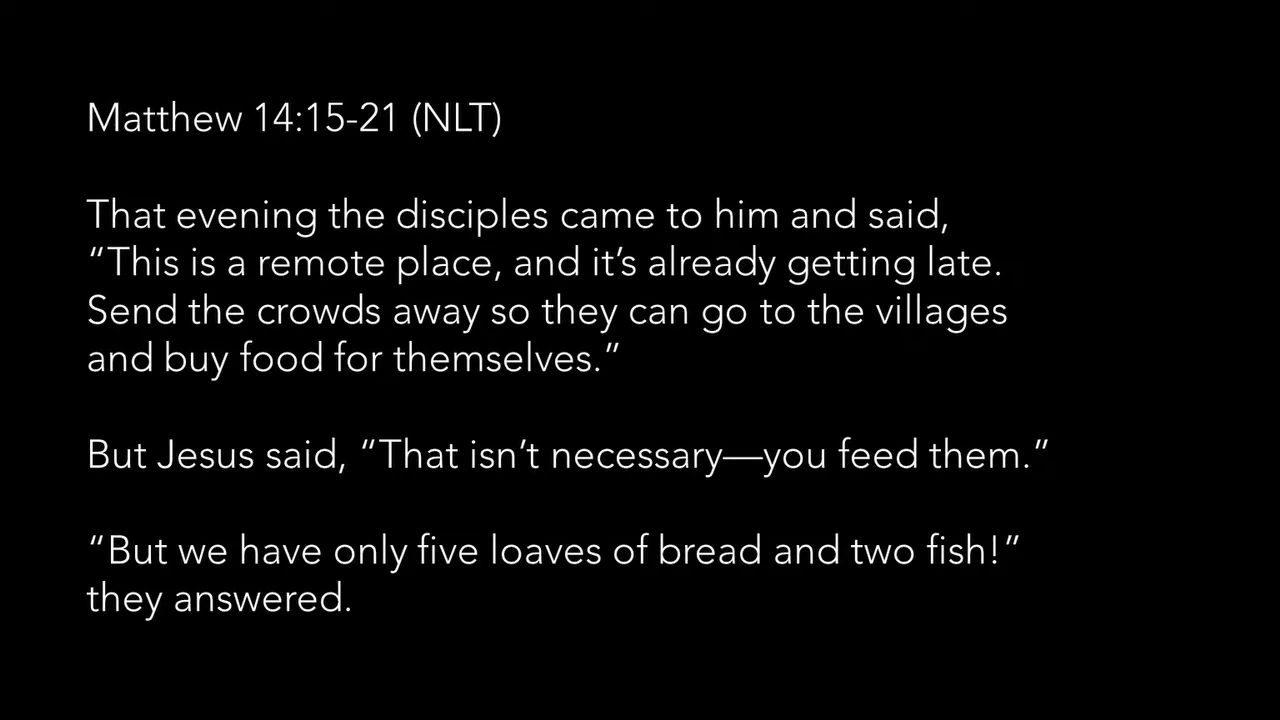 Matthew 14:15-21 (NLT)
That evening the disciples came to him and said,
“This is a remote place, and it’s already getting late.
Send the crowds away so they can go to the villages
and buy food for themselves.”
But Jesus said, “That isn’t necessary—you feed them.”
“But we have only five loaves of bread and two fish!”
they answered.